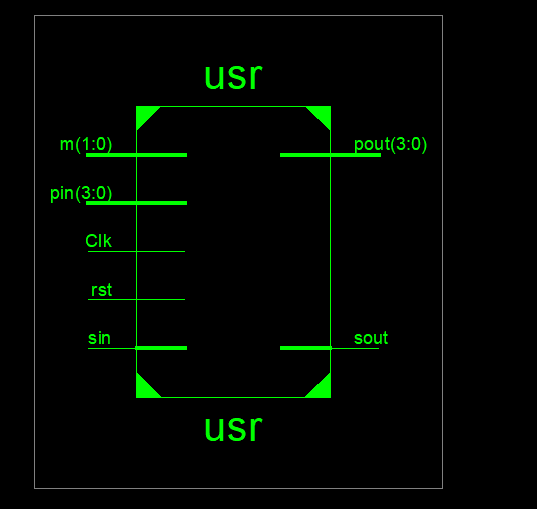 usr
m(1:0)
pout(3:0)
pin(3:0)
Clk
rst
sin
sout
usr